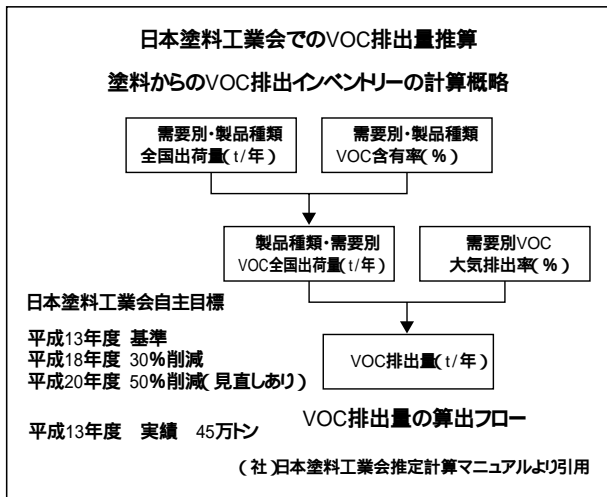 日本塗料工業会でのVOC排出量推算
塗料からのVOC排出インベントリーの計算概略
需要別・製品種類
全国出荷量(t/年)
需要別・製品種類
VOC含有率(%)
製品種類・需要別
VOC全国出荷量(t/年)
需要別VOC
大気排出率(%)
日本塗料工業会自主目標
平成13年度 基準
平成18年度 30%削減
平成20年度 50%削減(見直しあり)
VOC排出量(t/年)
VOC排出量の算出フロー
平成13年度 実績 45万トン
(社)日本塗料工業会推定計算マニュアルより引用